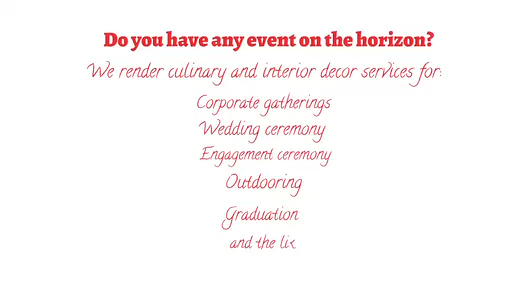 Do you have any event on the horizon?
We render culinary and interior decor services for:
Corporate gatherings
Wedding ceremony
Engagement ceremony
Outdooring
Graduation
and the